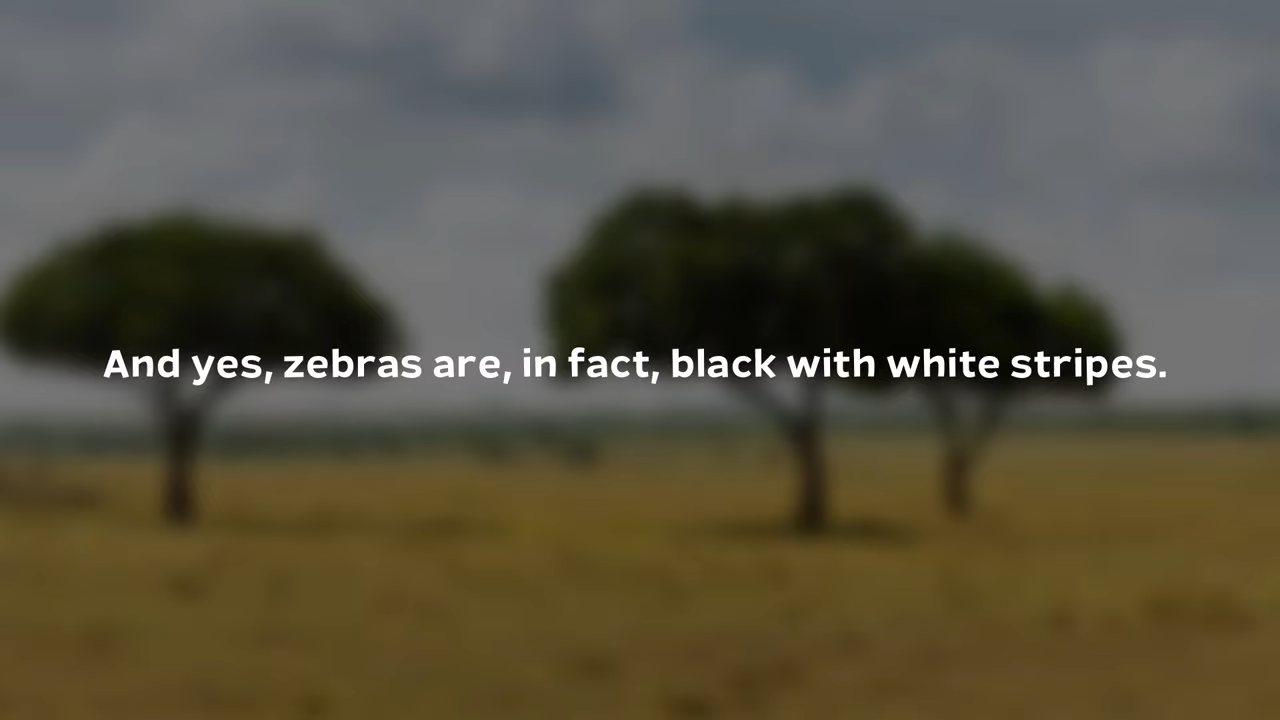 And yes, zebras are, in fact, black with white stripes.